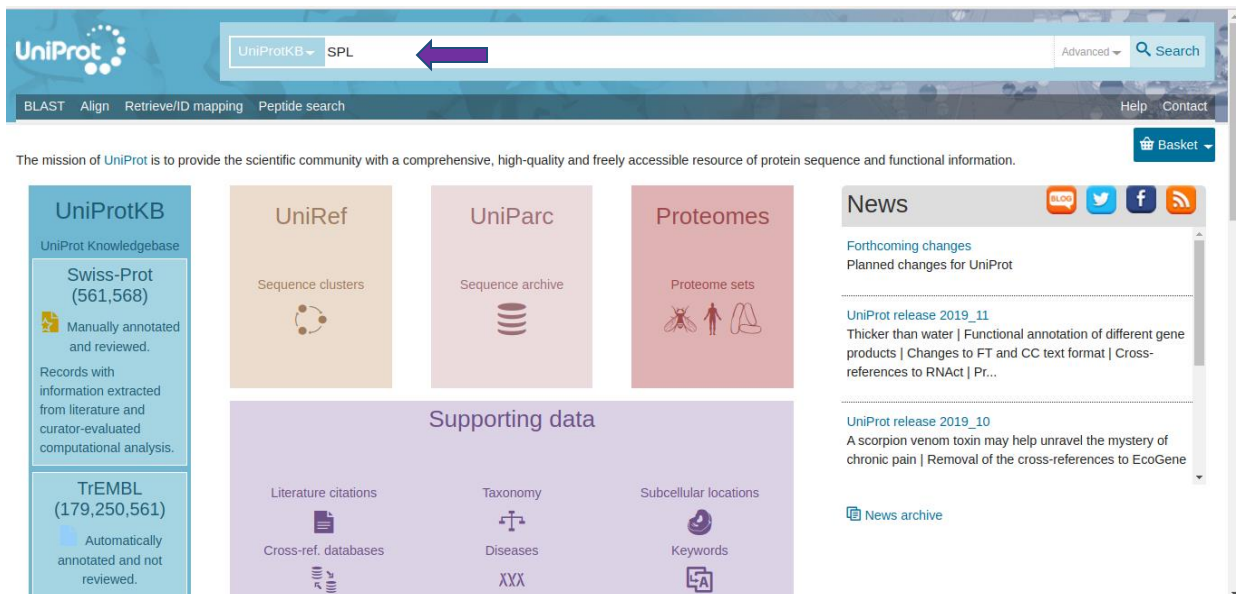 UniProt
UniProtKB
SPL
Advanced
Search
BLAST Align Retrieve/ID mapping Peptide search
Help Contact
Basket
The mission of UniProt is to provide the scientific community with a comprehensive, high-quality and freely accessible resource of protein sequence and functional information.
UniProtKB
UniProt Knowledgebase
Swiss-Prot
(561,568)
Manually annotated
and reviewed.
Records with
information extracted
from literature and
curator-evaluated
computational analysis.
TrEMBL
(179,250,561)
Automatically
annotated and not
reviewed.
UniRef
Sequence clusters
UniParc
Sequence archive
Proteomes
Proteome sets
Supporting data
Literature citations
Taxonomy
Subcellular locations
Cross-ref. databases
Diseases
XXX
Keywords
A
News
BLOG
f
Forthcoming changes
Planned changes for UniProt
UniProt release 2019_11
Thicker than water | Functional annotation of different gene
products | Changes to FT and CC text format | Cross-
references to RNAct | Pr...
UniProt release 2019_10
A scorpion venom toxin may help unravel the mystery of
chronic pain | Removal of the cross-references to EcoGene
News archive